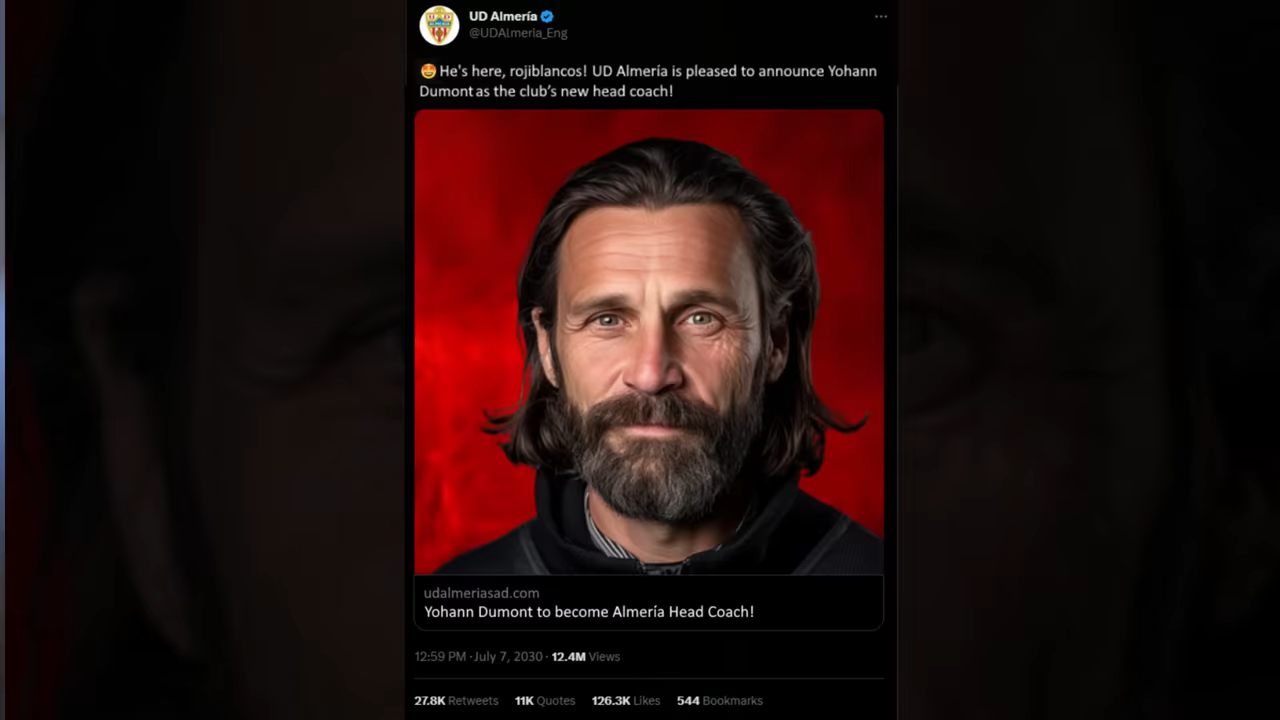 UD Almería
@UDAlmeria_Eng
🤩He's here, rojiblancos! UD Almería is pleased to announce Yohann
Dumont as the club’s new head coach!
udalmeriasad.com
Yohann Dumont to become Almería Head Coach!
12:59 PM · July 7, 2030 · 12.4M Views
27.8K Retweets 11K Quotes 126.3K Likes 544 Bookmarks